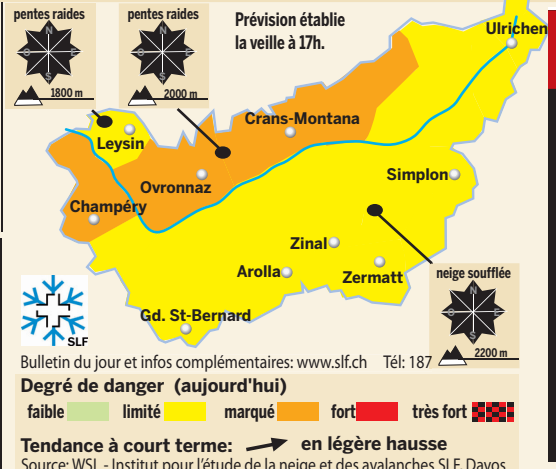 pentes raides
N
O E
S
1800 m
pentes raides
N
O E
S
2000 m
Prévision établie
la veille à 17h.
Ulrichen
Crans-Montana
Leysin
Ovronnaz
Simplon
Champéry
Zinal
Arolla
Zermatt
Gd. St-Bernard
neige soufflée
N
O E
S
2200 m
SLF
Bulletin du jour et infos complémentaires: www.slf.ch Tél: 187
Degré de danger (aujourd'hui)
faible limité marqué fort très fort
Tendance à court terme: en légère hausse
Source: WSL - Institut pour l'étude de la neige et des avalanches SLF Davos